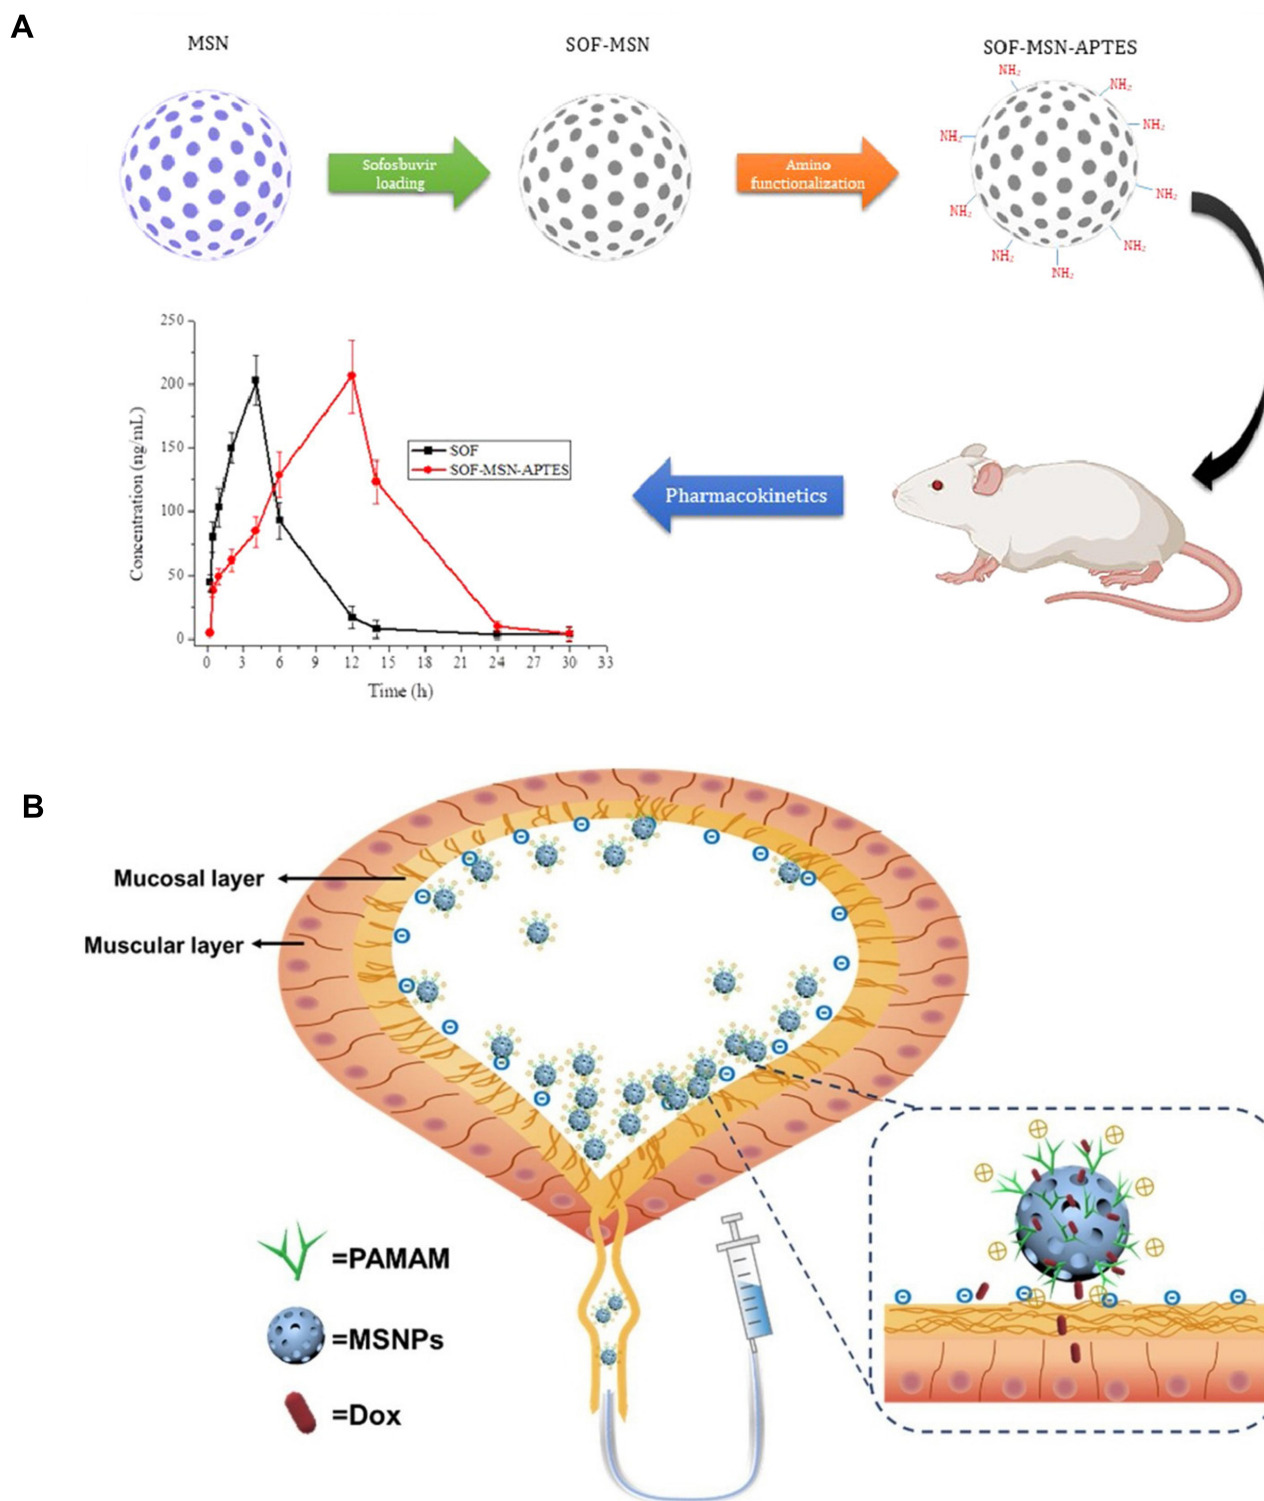 A
MSN
SOF-MSN
SOF-MSN-APTES
NH₂
NH₂
NH₂
NH₂
NH₂
NH₂
NH₂
NH₂
NH₂
Sofosbuvir
loading
Amino
functionalization
250
200
150
100
50
0
Concentration (ng/mL)
SOF
SOF-MSN-APTES
0 3 6 9 12 15 18 21 24 27 30 33
Time (h)
Pharmacokinetics
B
Mucosal layer
Muscular layer
=PAMAM
=MSNPs
=Dox